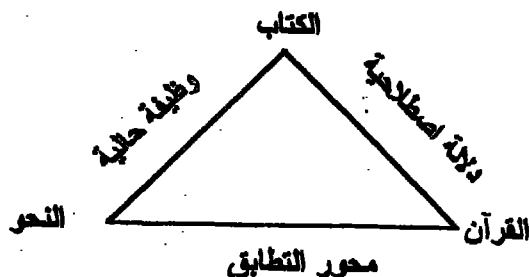 الكتاب
دلالة اصطلاحية
وظيفة حالية
القرآن
النحو
محور التطابق